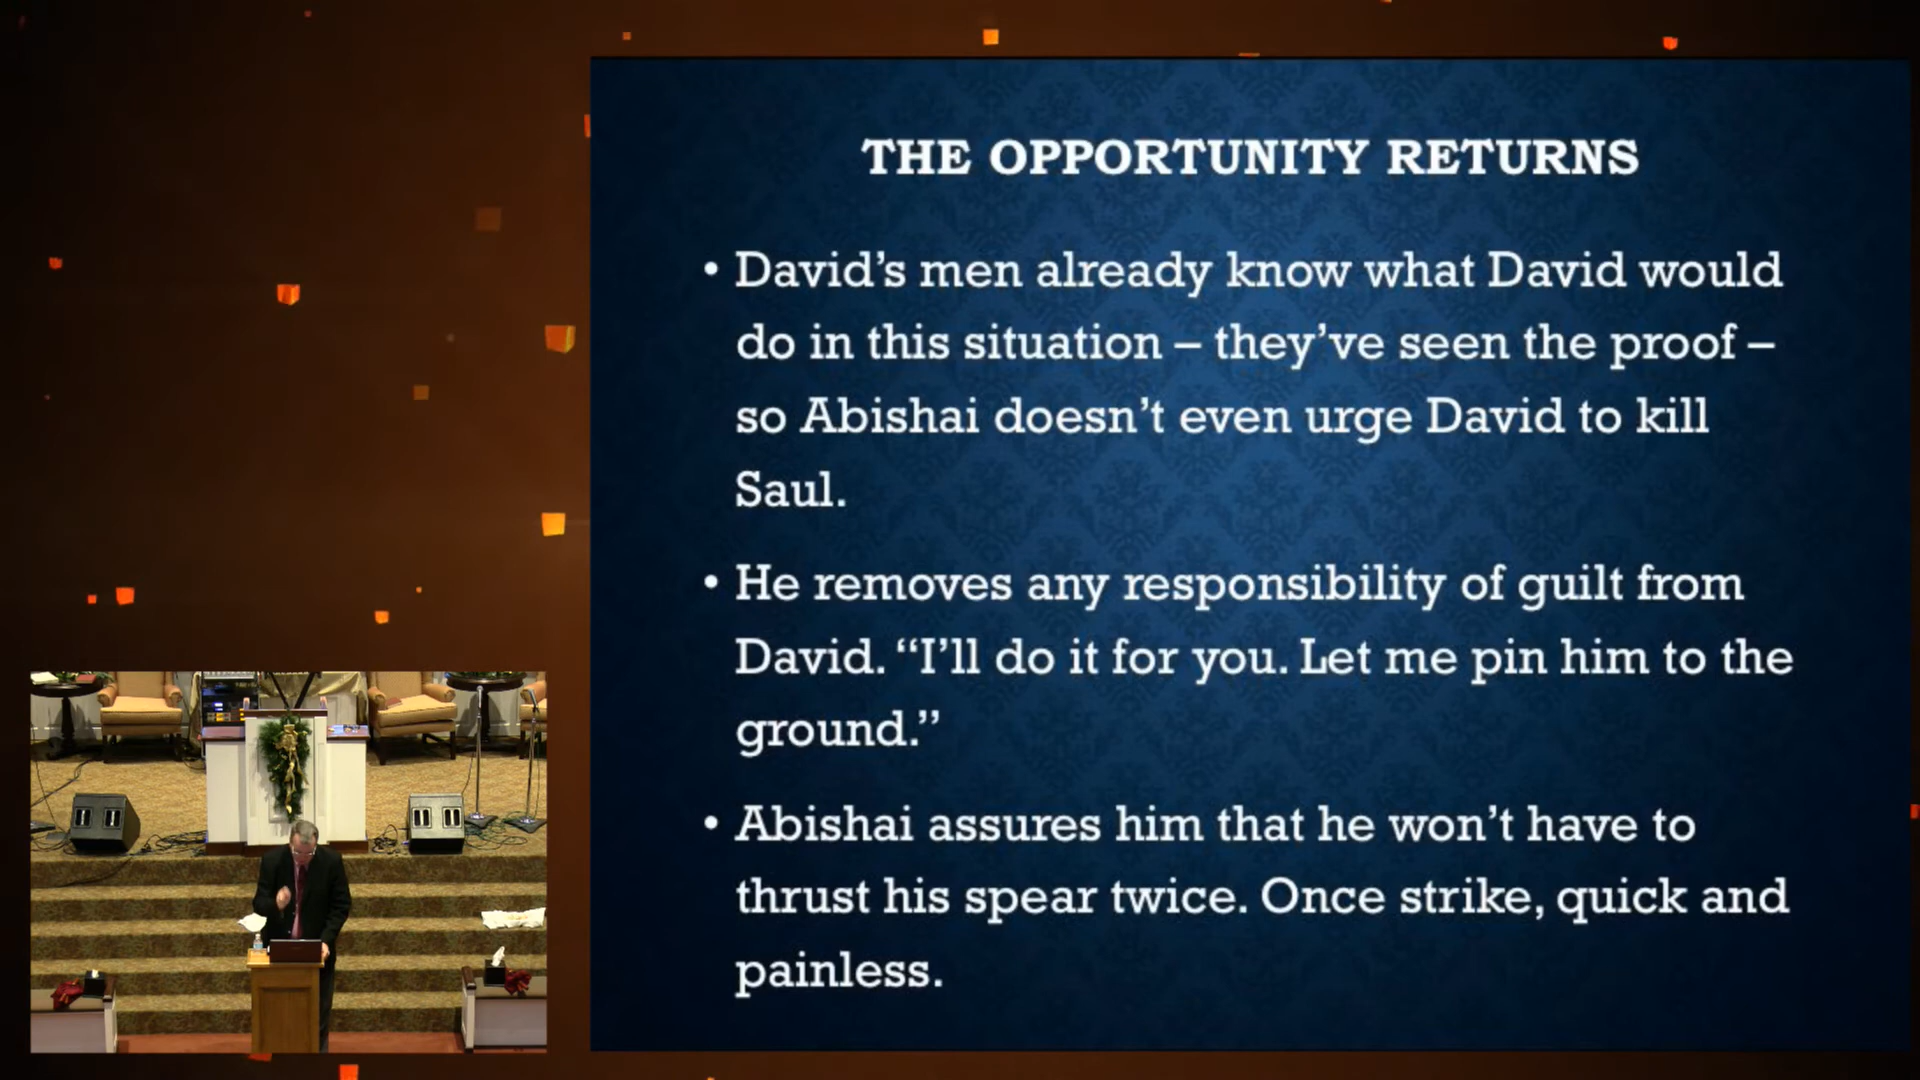 THE OPPORTUNITY RETURNS
• David’s men already know what David would
do in this situation – they’ve seen the proof –
so Abishai doesn’t even urge David to kill
Saul.
• He removes any responsibility of guilt from
David. “I’ll do it for you. Let me pin him to the
ground.”
• Abishai assures him that he won’t have to
thrust his spear twice. Once strike, quick and
painless.